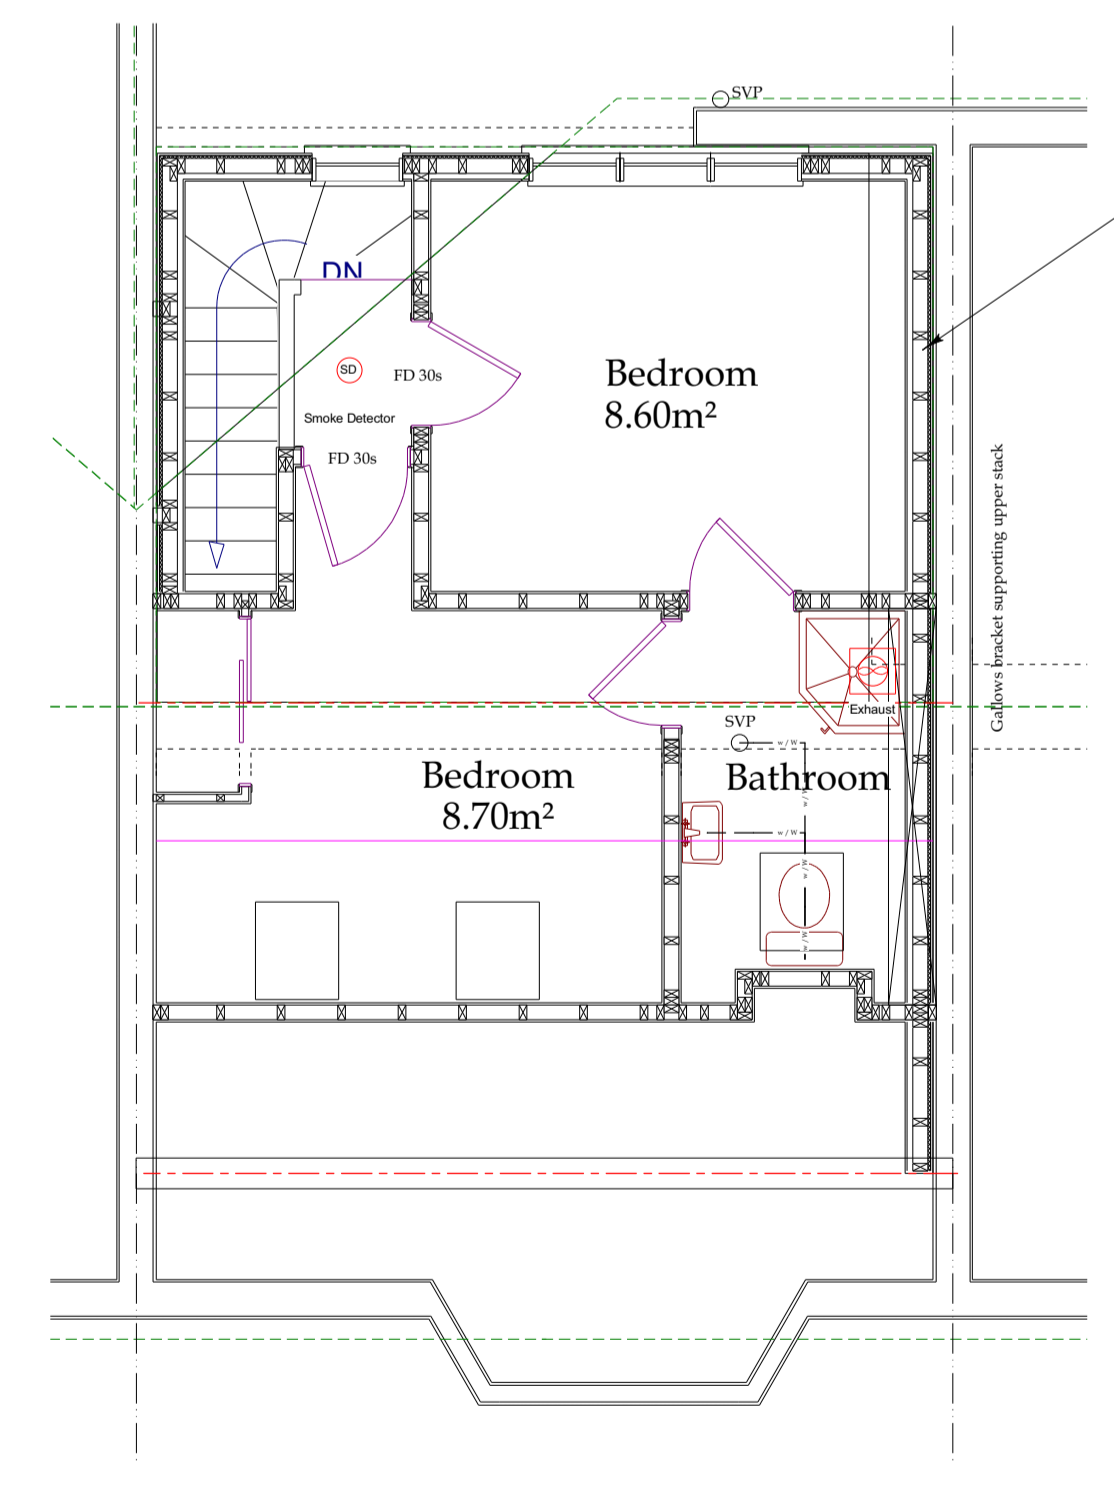 SVP
DN
SD
FD 30s
Smoke Detector
FD 30s
Bedroom
8.60m²
Gallows bracket supporting upper stack
Exhaust
SVP
w / W
Bedroom
8.70m²
Bathroom
w / W
w / W
w / W
w / W